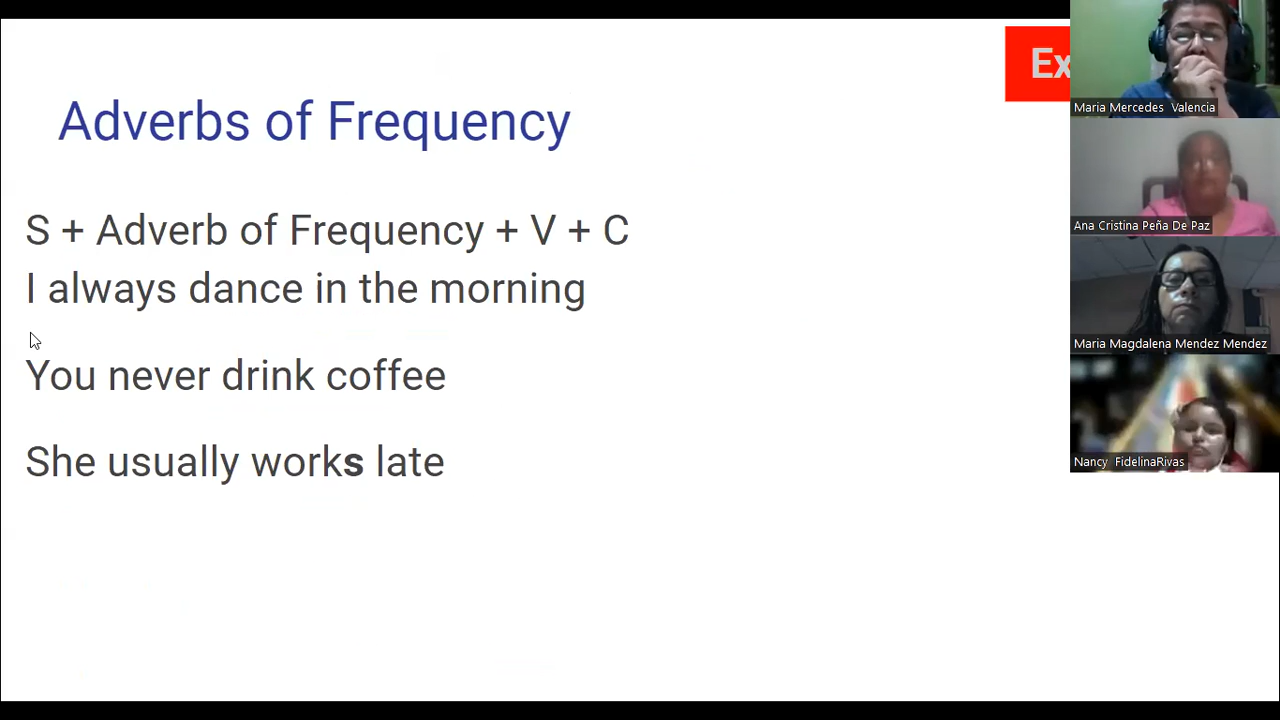 Adverbs of Frequency
Ex
S + Adverb of Frequency + V + C
I always dance in the morning
You never drink coffee
She usually works late
Maria Mercedes Valencia
Ana Cristina Peña De Paz
Maria Magdalena Mendez Mendez
Nancy FidelinaRivas